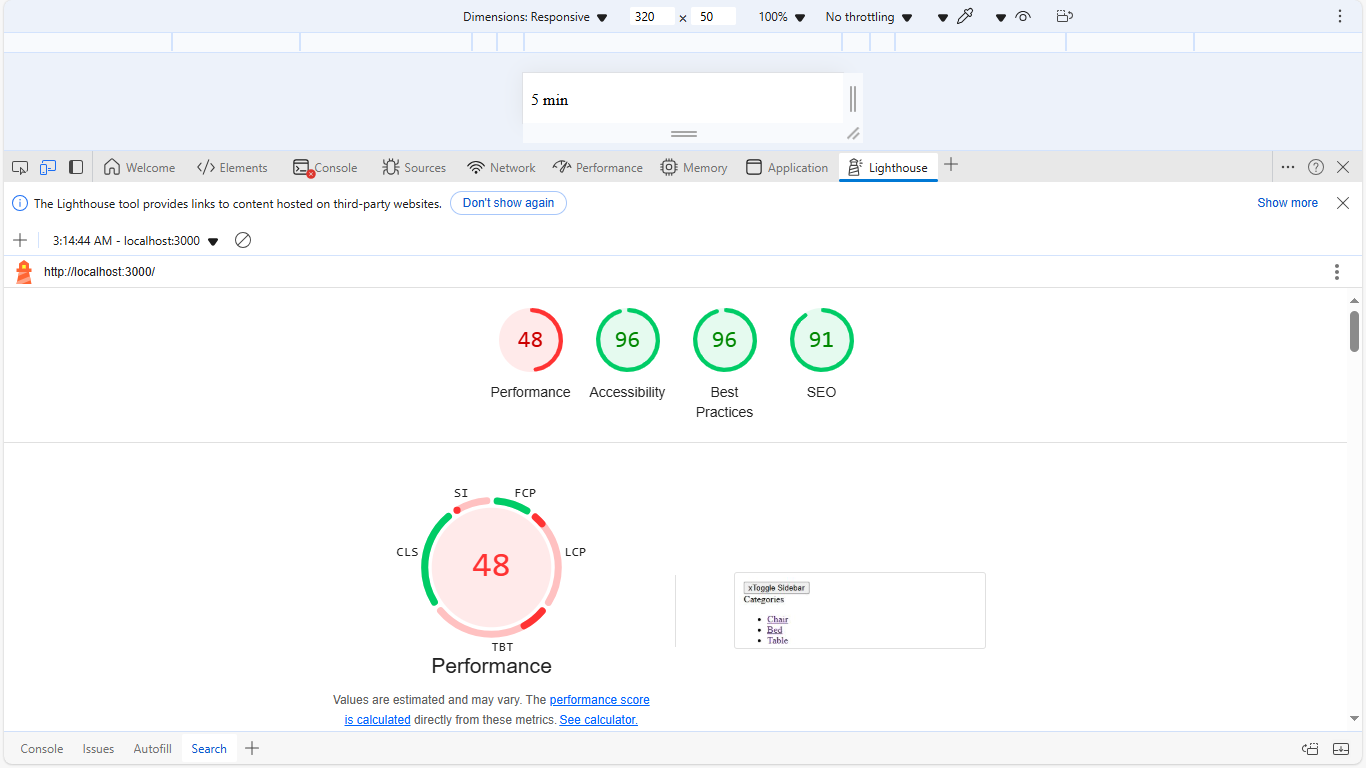 Dimensions: Responsive 320 × 50 100% No throttling
5 min
Welcome Elements Console Sources Network Performance Memory Application Lighthouse
The Lighthouse tool provides links to content hosted on third-party websites. Don't show again Show more
3:14:44 AM - localhost:3000
http://localhost:3000/
48 96 96 91
Performance Accessibility Best Practices SEO
SI FCP
CLS LCP
48
TBT
Performance
Values are estimated and may vary. The performance score
is calculated directly from these metrics. See calculator.
xToggle Sidebar
Categories
Chair
Bed
Table
Console Issues Autofill Search